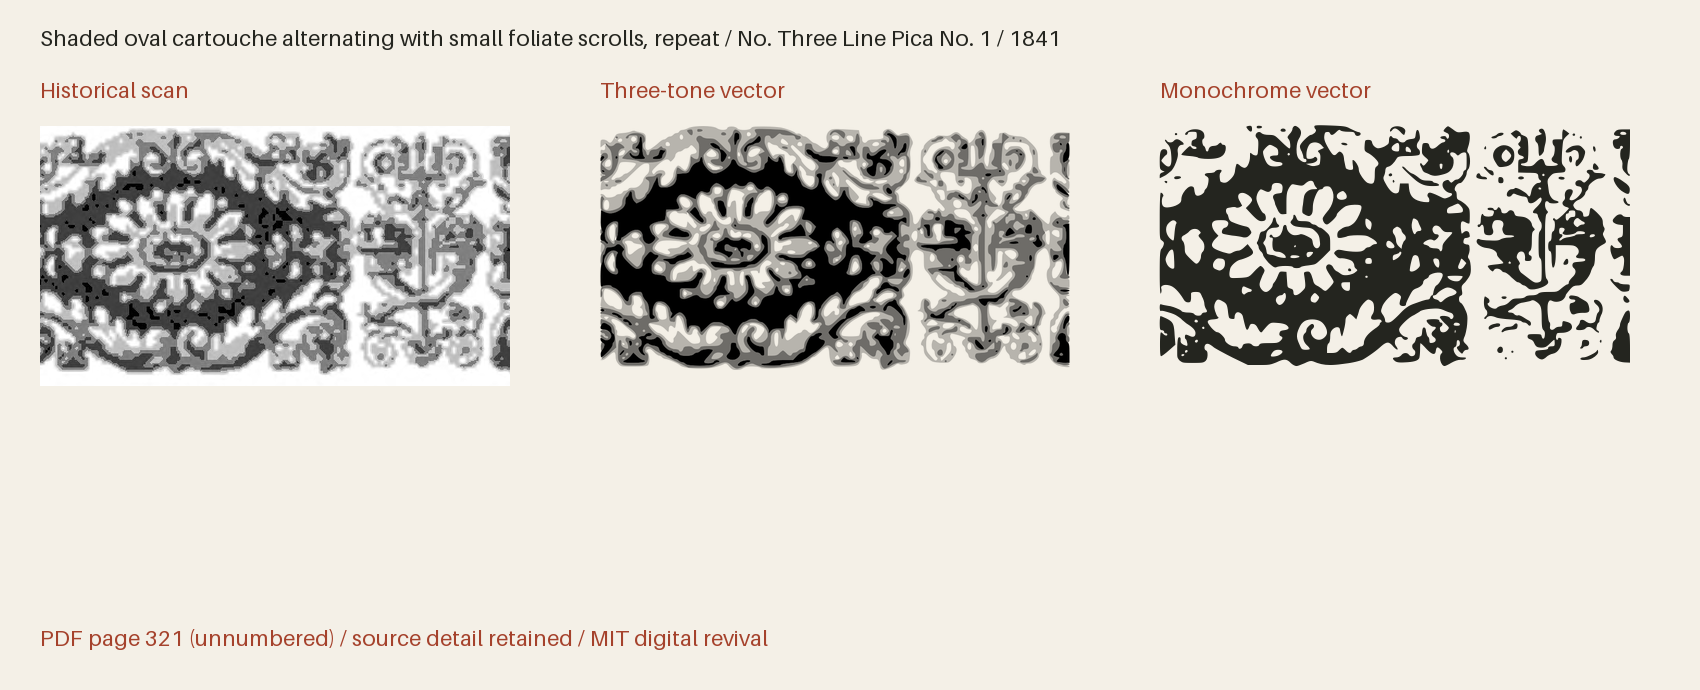 Shaded oval cartouche alternating with small foliate scrolls, repeat / No. Three Line Pica No. 1 / 1841
Historical scan
Three-tone vector
Monochrome vector
PDF page 321 (unnumbered) / source detail retained / MIT digital revival